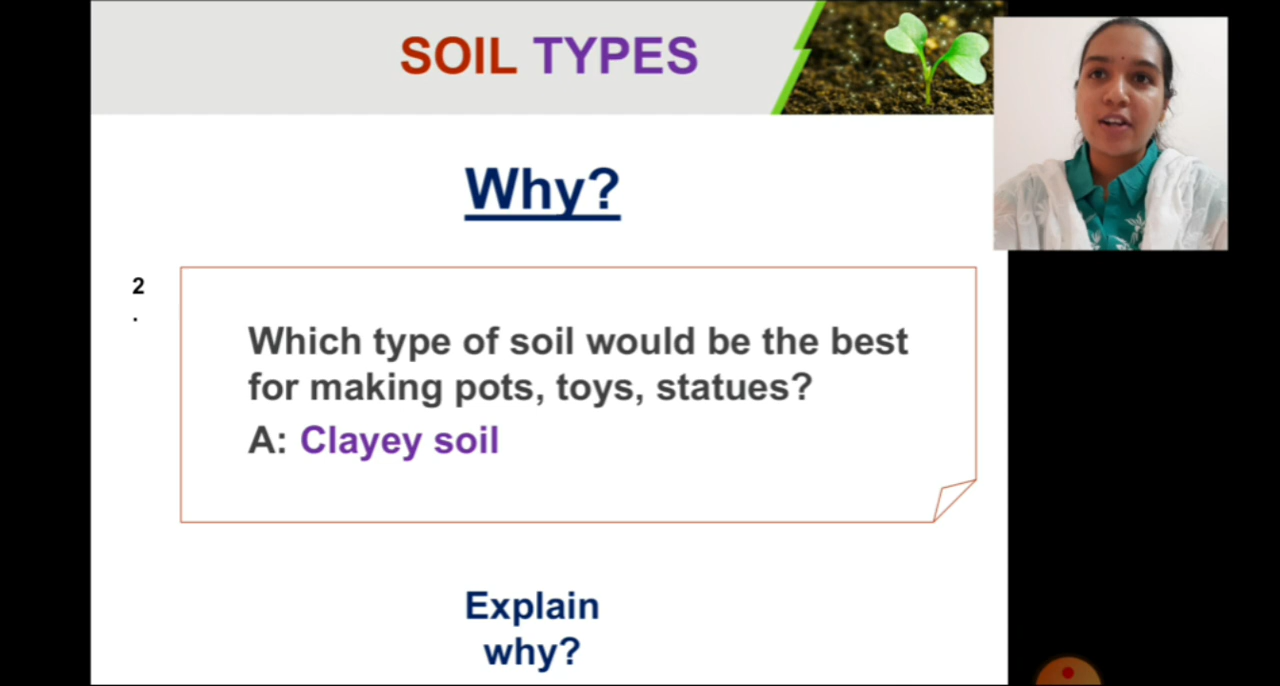 SOIL TYPES
Why?
2
.
Which type of soil would be the best
for making pots, toys, statues?
A: Clayey soil
Explain
why?